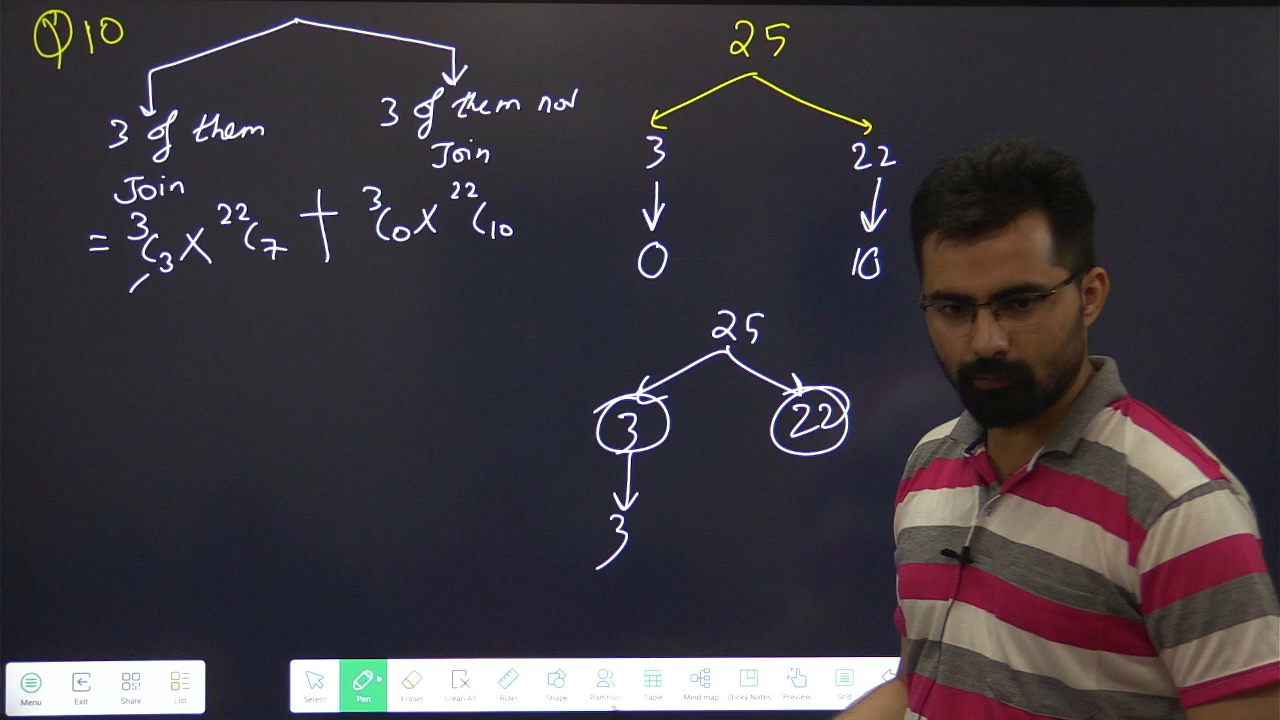 Q10
3 of them
Join
3 of them not
Join
= ³C₃ X ²²C₇ + ³C₀ X ²²C₁₀
25
3 22
0 10
25
3 22
3
Menu Exit Share List
Select Pen Eraser Clean All Ruler Shape Partition Table Mind map Sticky Notes Preview Grid